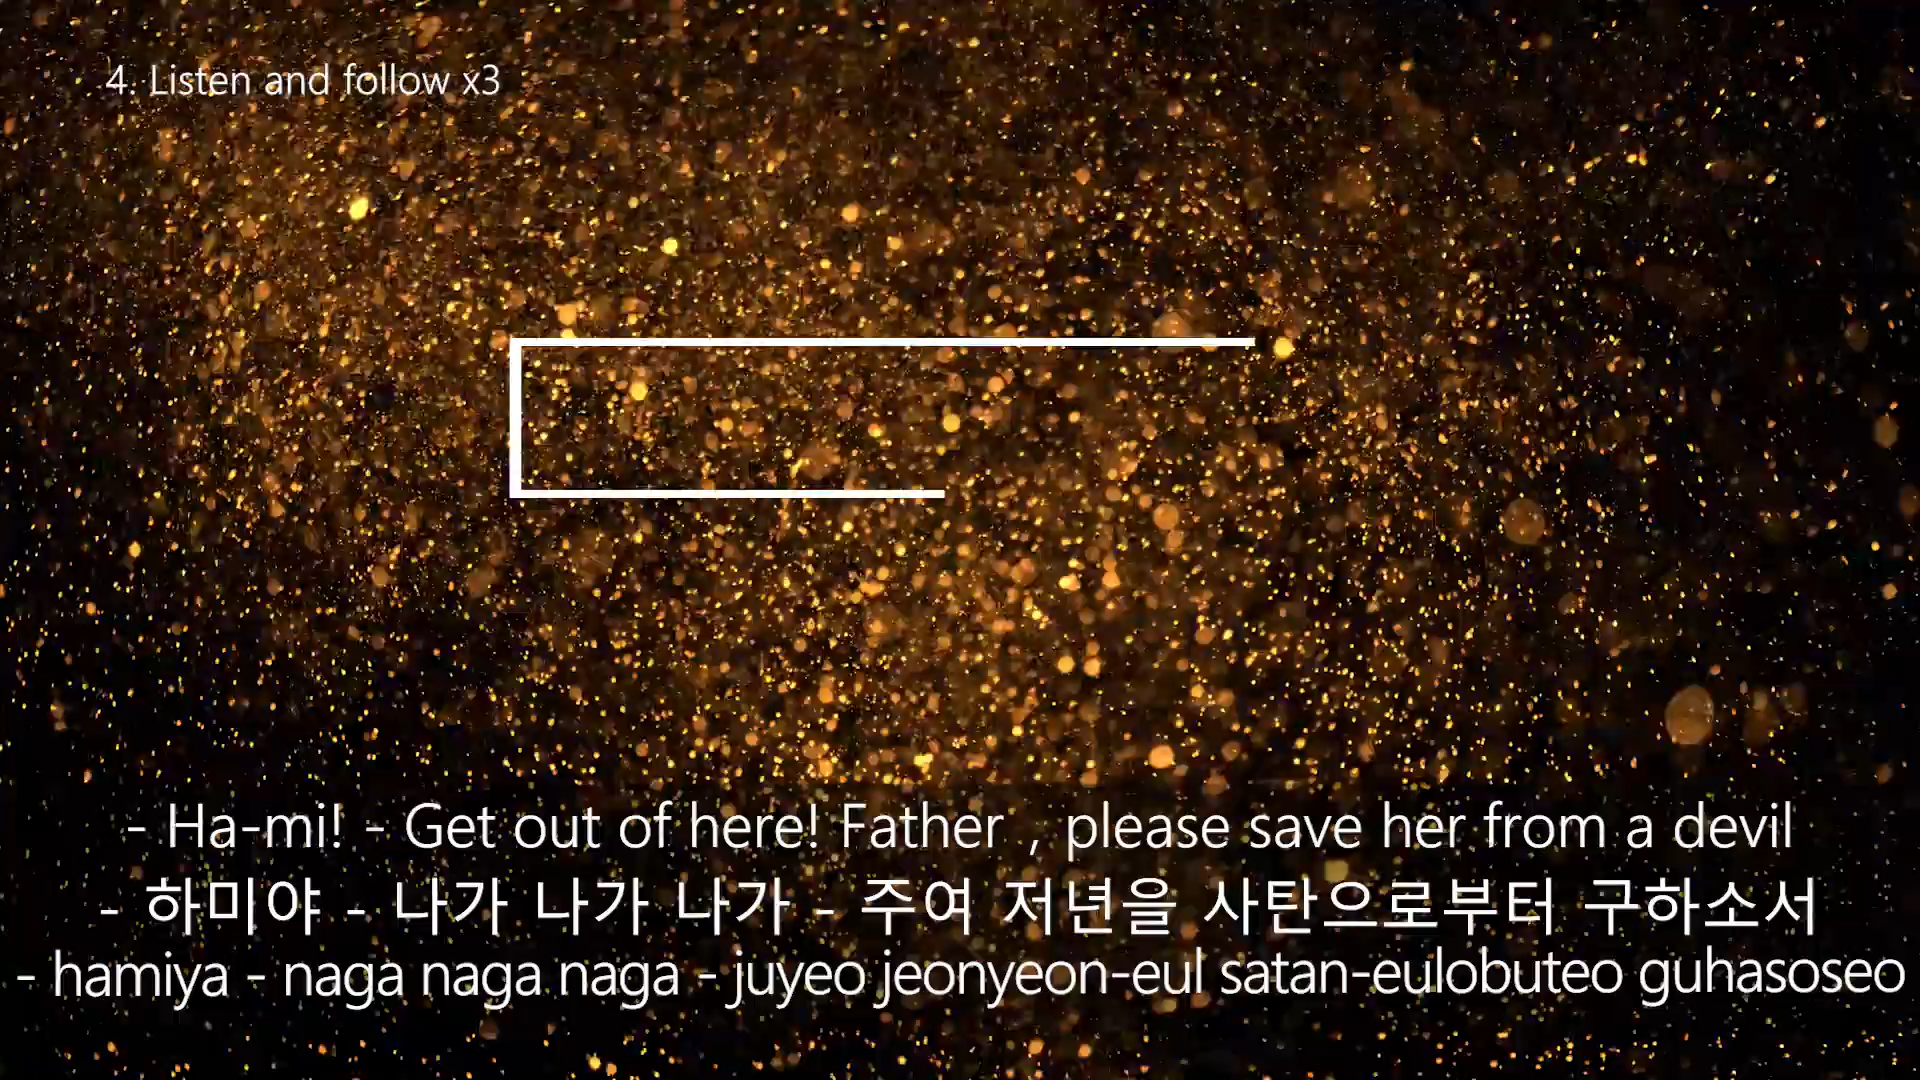 4. Listen and follow x3
- Ha-mi! - Get out of here! Father , please save her from a devil
- 하미야 - 나가 나가 나가 - 주여 저년을 사탄으로부터 구하소서
- hamiya - naga naga naga - juyeo jeonyeon-eul satan-eulobuteo guhasoseo